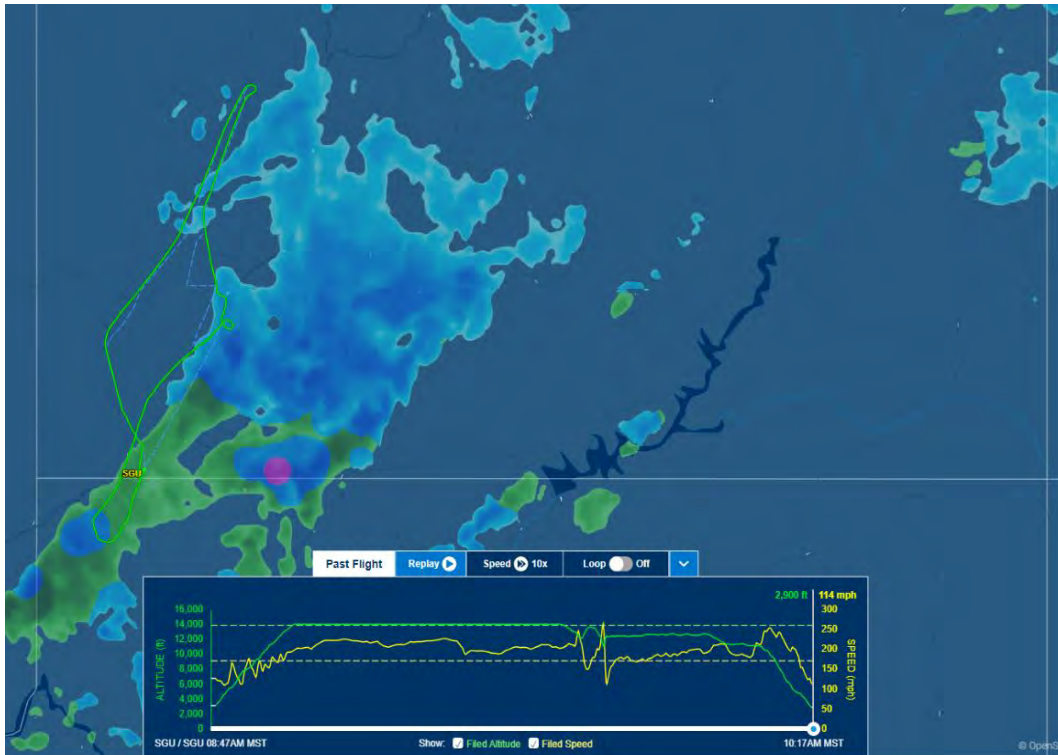 SGU
Past Flight Replay Speed 10x Loop Off
2,900 ft 114 mph
ALTITUDE (ft)
16,000
14,000
12,000
10,000
8,000
6,000
4,000
2,000
0
300
250
200
150
100
50
0
SPEED (mph)
SGU / SGU 08:47AM MST Show: Filed Altitude Filed Speed 10:17AM MST